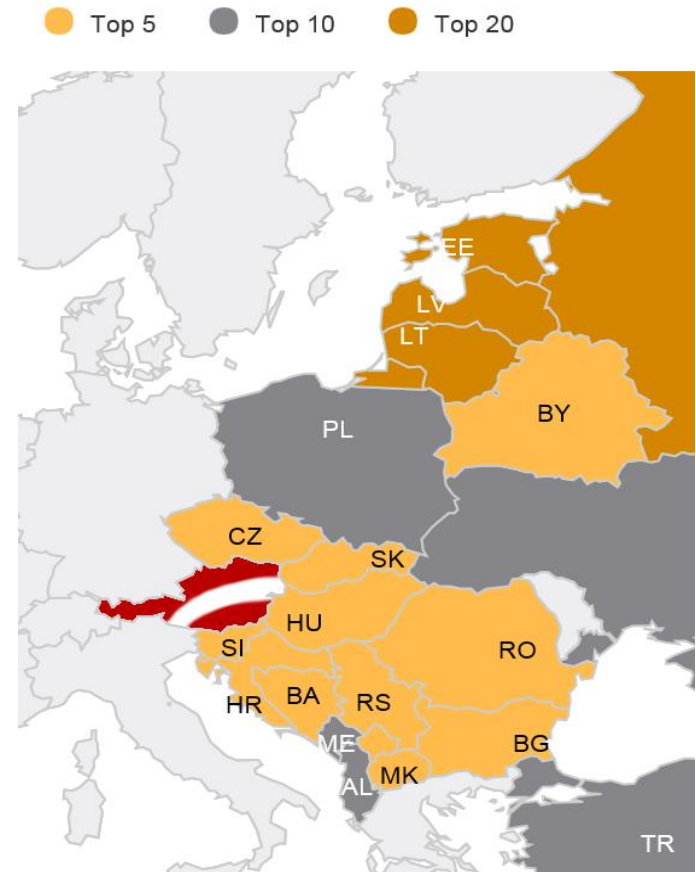 Top 5 Top 10 Top 20
EE
LV
LT
BY
PL
CZ
SK
HU
SI
RO
BA
RS
HR
ME
BG
MK
AL
TR